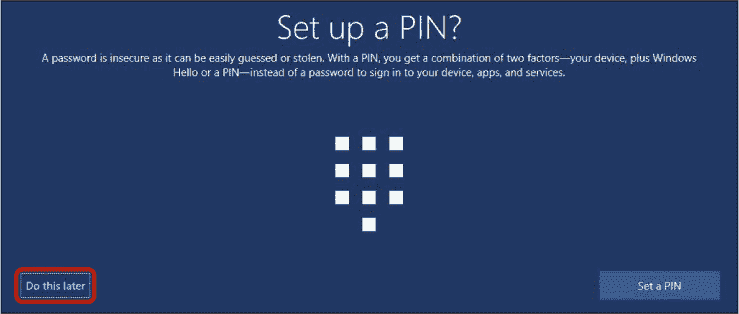 Set up a PIN?
A password is insecure as it can be easily guessed or stolen. With a PIN, you get a combination of two factors—your device, plus Windows
Hello or a PIN—instead of a password to sign in to your device, apps, and services.
Do this later
Set a PIN